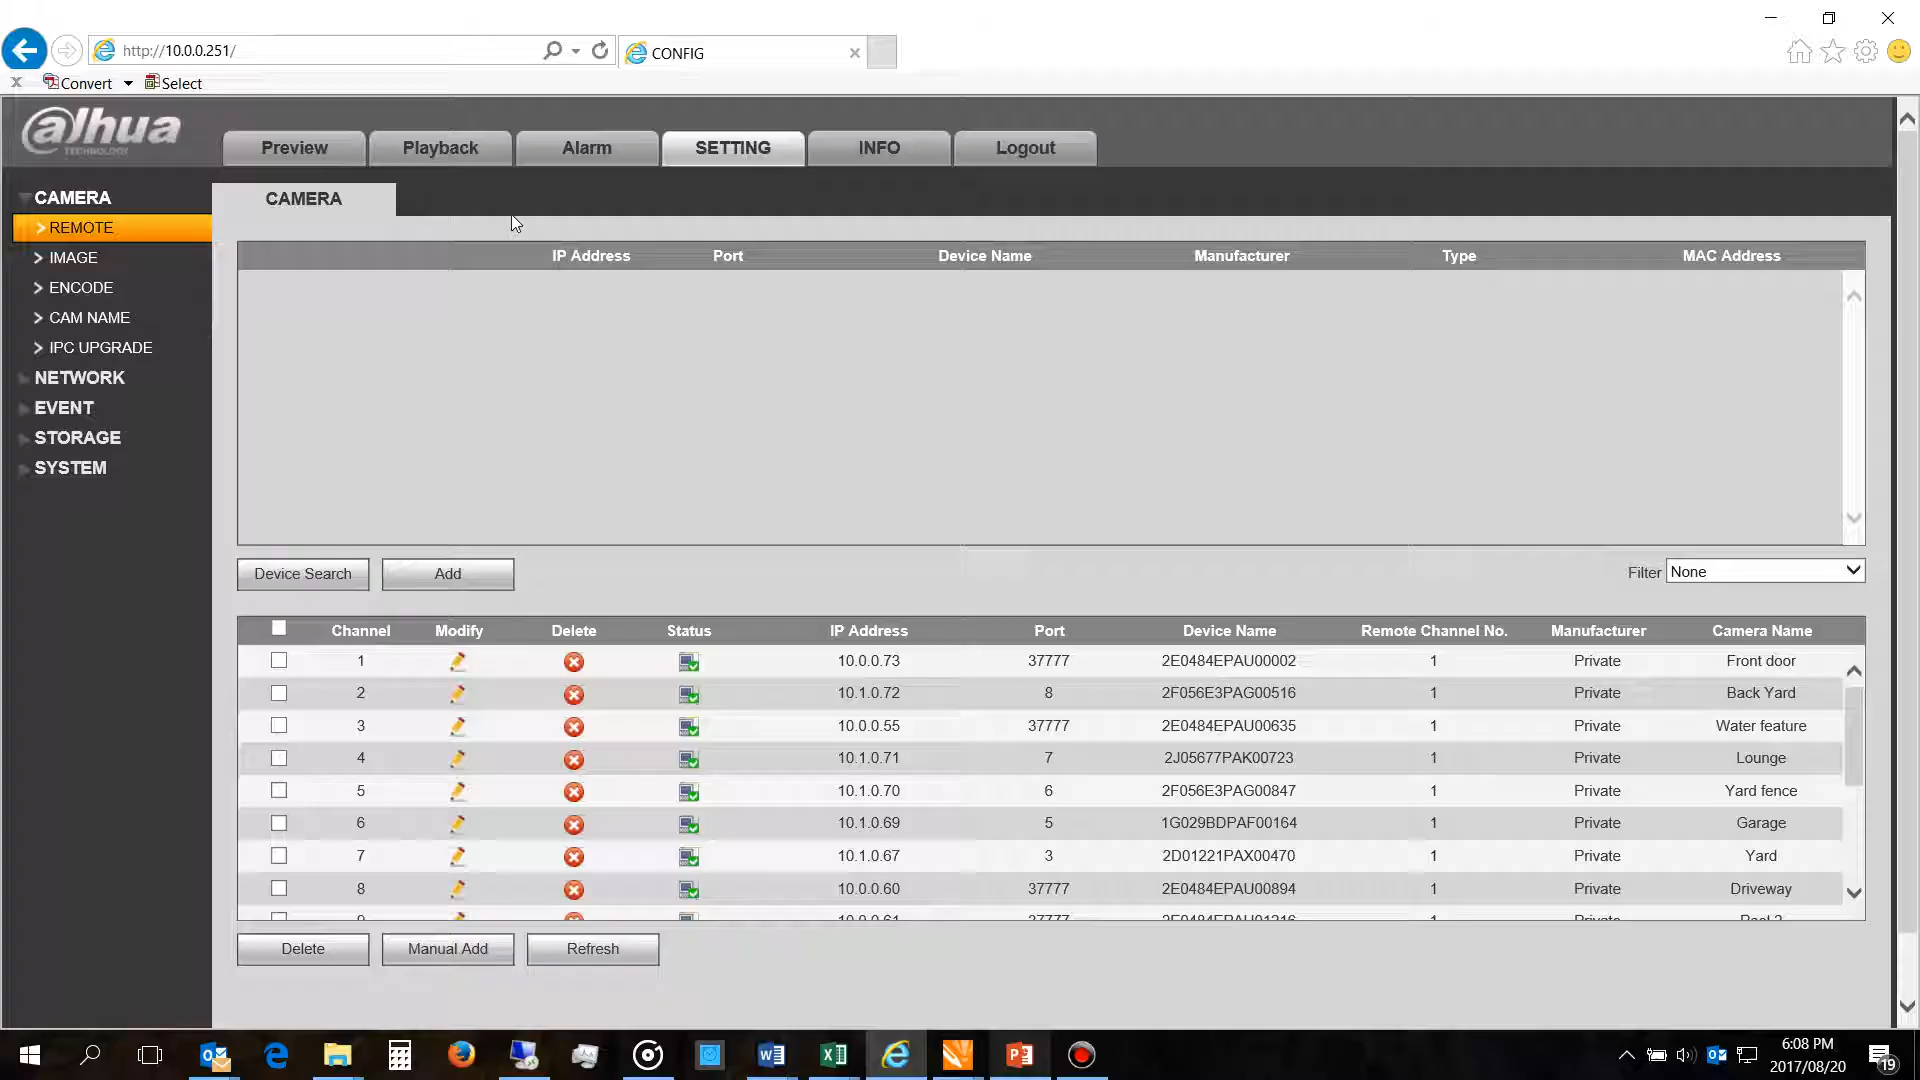 http://10.0.0.251/
CONFIG
Convert
Select
alhua
TECHNOLOGY
Preview
Playback
Alarm
SETTING
INFO
Logout
CAMERA
REMOTE
IMAGE
ENCODE
CAM NAME
IPC UPGRADE
NETWORK
EVENT
STORAGE
SYSTEM
CAMERA
IP Address Port Device Name Manufacturer Type MAC Address
Device Search Add
Filter None
Channel Modify Delete Status IP Address Port Device Name Remote Channel No. Manufacturer Camera Name
1 10.0.0.73 37777 2E0484EPAU00002 1 Private Front door
2 10.1.0.72 8 2F056E3PAG00516 1 Private Back Yard
3 10.0.0.55 37777 2E0484EPAU00635 1 Private Water feature
4 10.1.0.71 7 2J05677PAK00723 1 Private Lounge
5 10.1.0.70 6 2F056E3PAG00847 1 Private Yard fence
6 10.1.0.69 5 1G029BDPAF00164 1 Private Garage
7 10.1.0.67 3 2D01221PAX00470 1 Private Yard
8 10.0.0.60 37777 2E0484EPAU00894 1 Private Driveway
Delete Manual Add Refresh
6:08 PM
2017/08/20
19